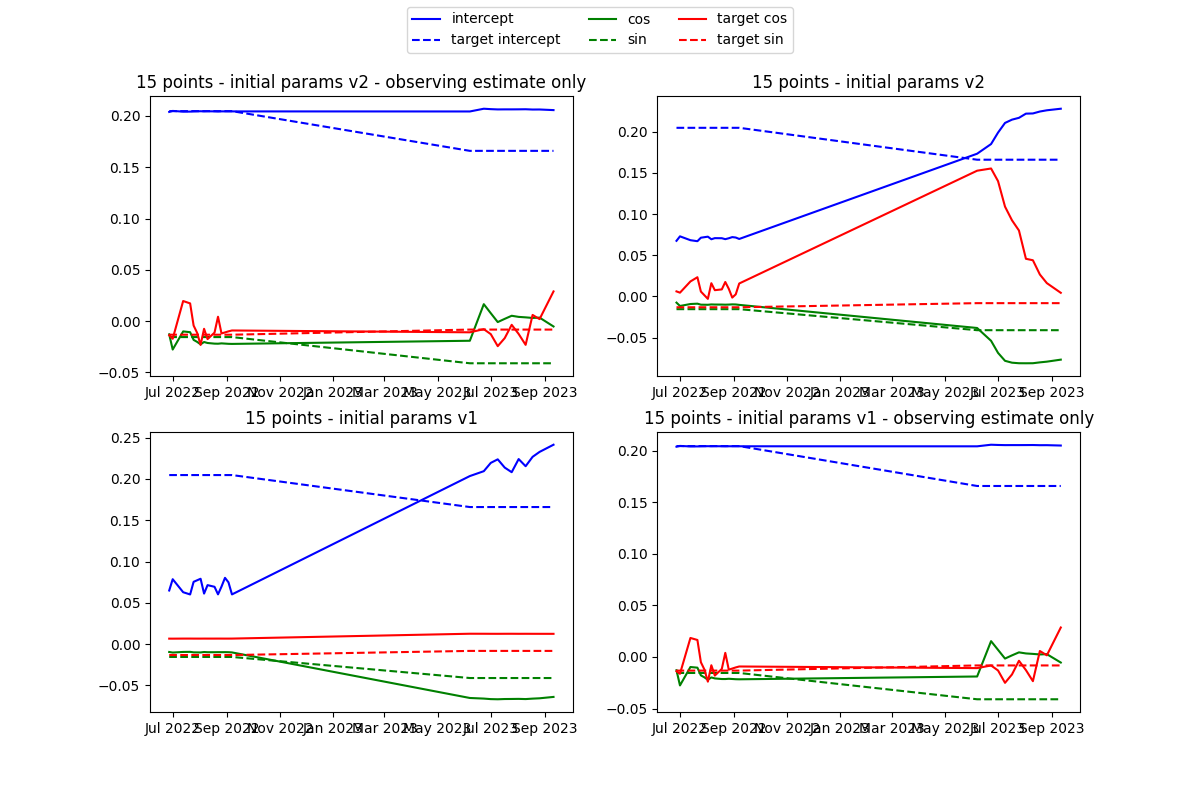 intercept cos target cos
target intercept sin target sin
15 points - initial params v2 - observing estimate only
15 points - initial params v2
0.20
0.15
0.10
0.05
0.00
−0.05
0.20
0.15
0.10
0.05
0.00
−0.05
Jul 2022 Sep 2022 Nov 2022 Jan 2023 Mar 2023 May 2023 Jul 2023 Sep 2023
Jul 2022 Sep 2022 Nov 2022 Jan 2023 Mar 2023 May 2023 Jul 2023 Sep 2023
15 points - initial params v1
15 points - initial params v1 - observing estimate only
0.25
0.20
0.15
0.10
0.05
0.00
−0.05
0.20
0.15
0.10
0.05
0.00
−0.05
Jul 2022 Sep 2022 Nov 2022 Jan 2023 Mar 2023 May 2023 Jul 2023 Sep 2023
Jul 2022 Sep 2022 Nov 2022 Jan 2023 Mar 2023 May 2023 Jul 2023 Sep 2023